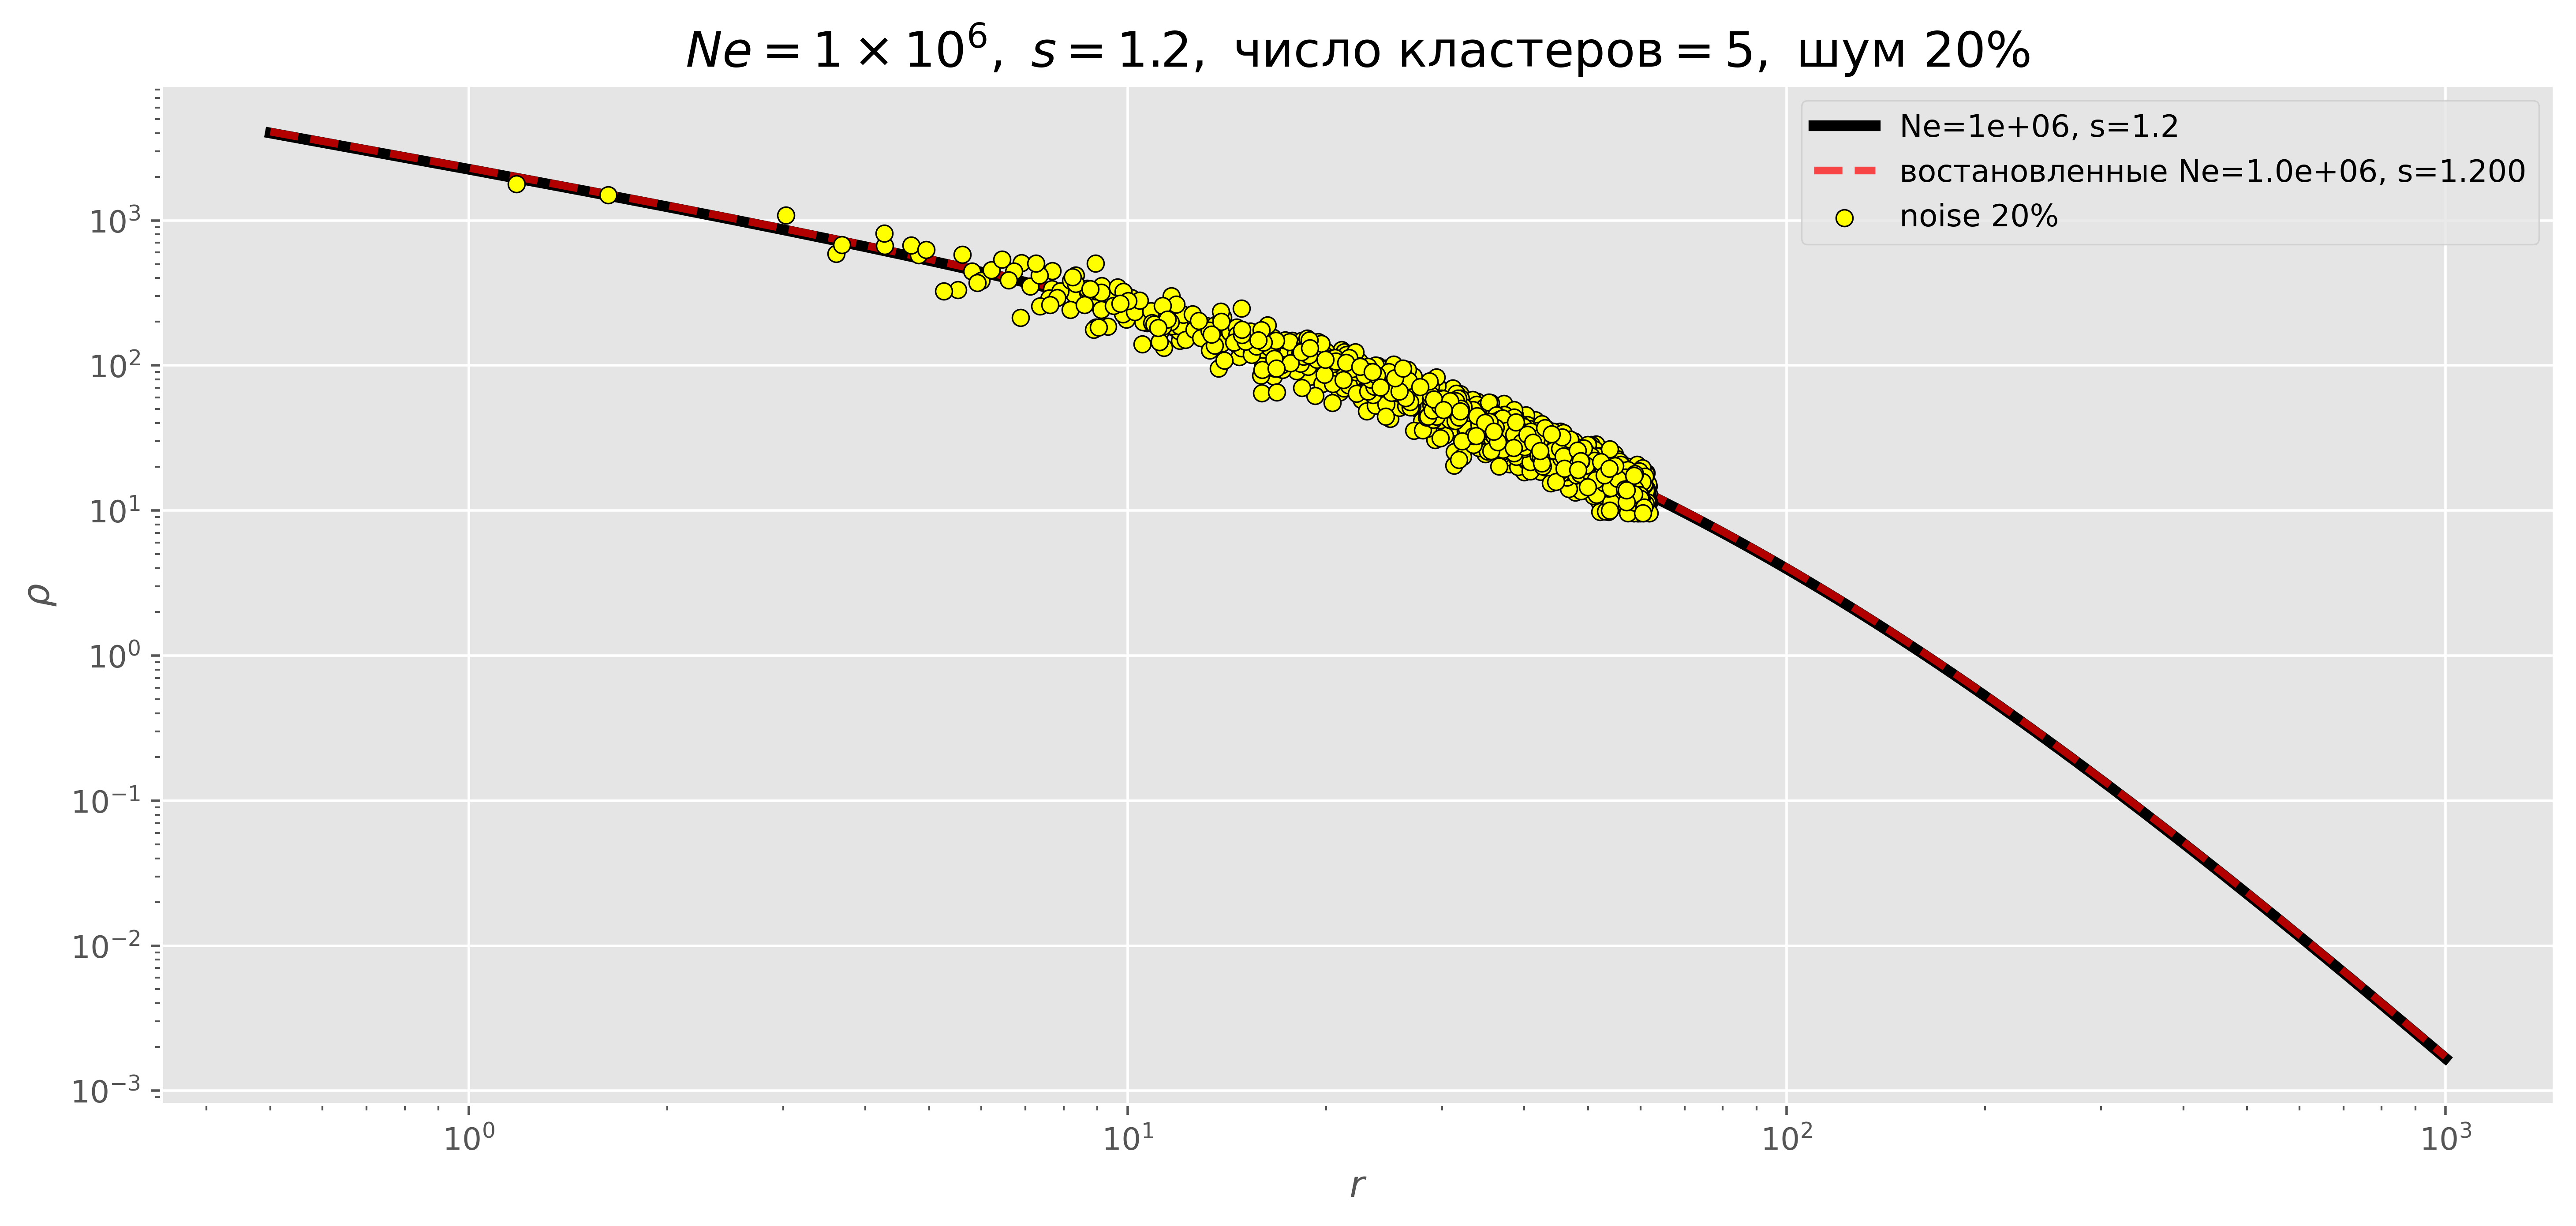 Ne = 1 × 10⁶, s = 1.2, число кластеров = 5, шум 20%
Ne=1e+06, s=1.2
востановленные Ne=1.0e+06, s=1.200
noise 20%
10³
10²
10¹
10⁰
10⁻¹
10⁻²
10⁻³
ρ
10⁰ 10¹ 10² 10³
r